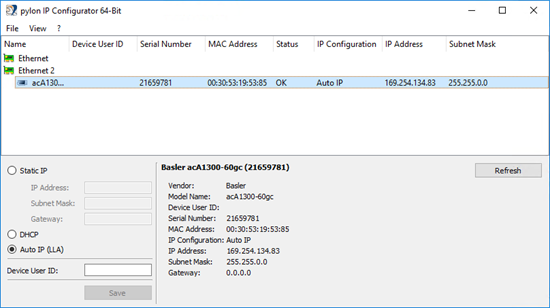 pylon IP Configurator 64-Bit
File View ?
Name Device User ID Serial Number MAC Address Status IP Configuration IP Address Subnet Mask
Ethernet
Ethernet 2
acA130... 21659781 00:30:53:19:53:85 OK Auto IP 169.254.134.83 255.255.0.0
Static IP
IP Address:
Subnet Mask:
Gateway:
DHCP
Auto IP (LLA)
Device User ID:
Save
Basler acA1300-60gc (21659781)
Refresh
Vendor: Basler
Model Name: acA1300-60gc
Device User ID:
Serial Number: 21659781
MAC Address: 00:30:53:19:53:85
IP Configuration: Auto IP
IP Address: 169.254.134.83
Subnet Mask: 255.255.0.0
Gateway: 0.0.0.0